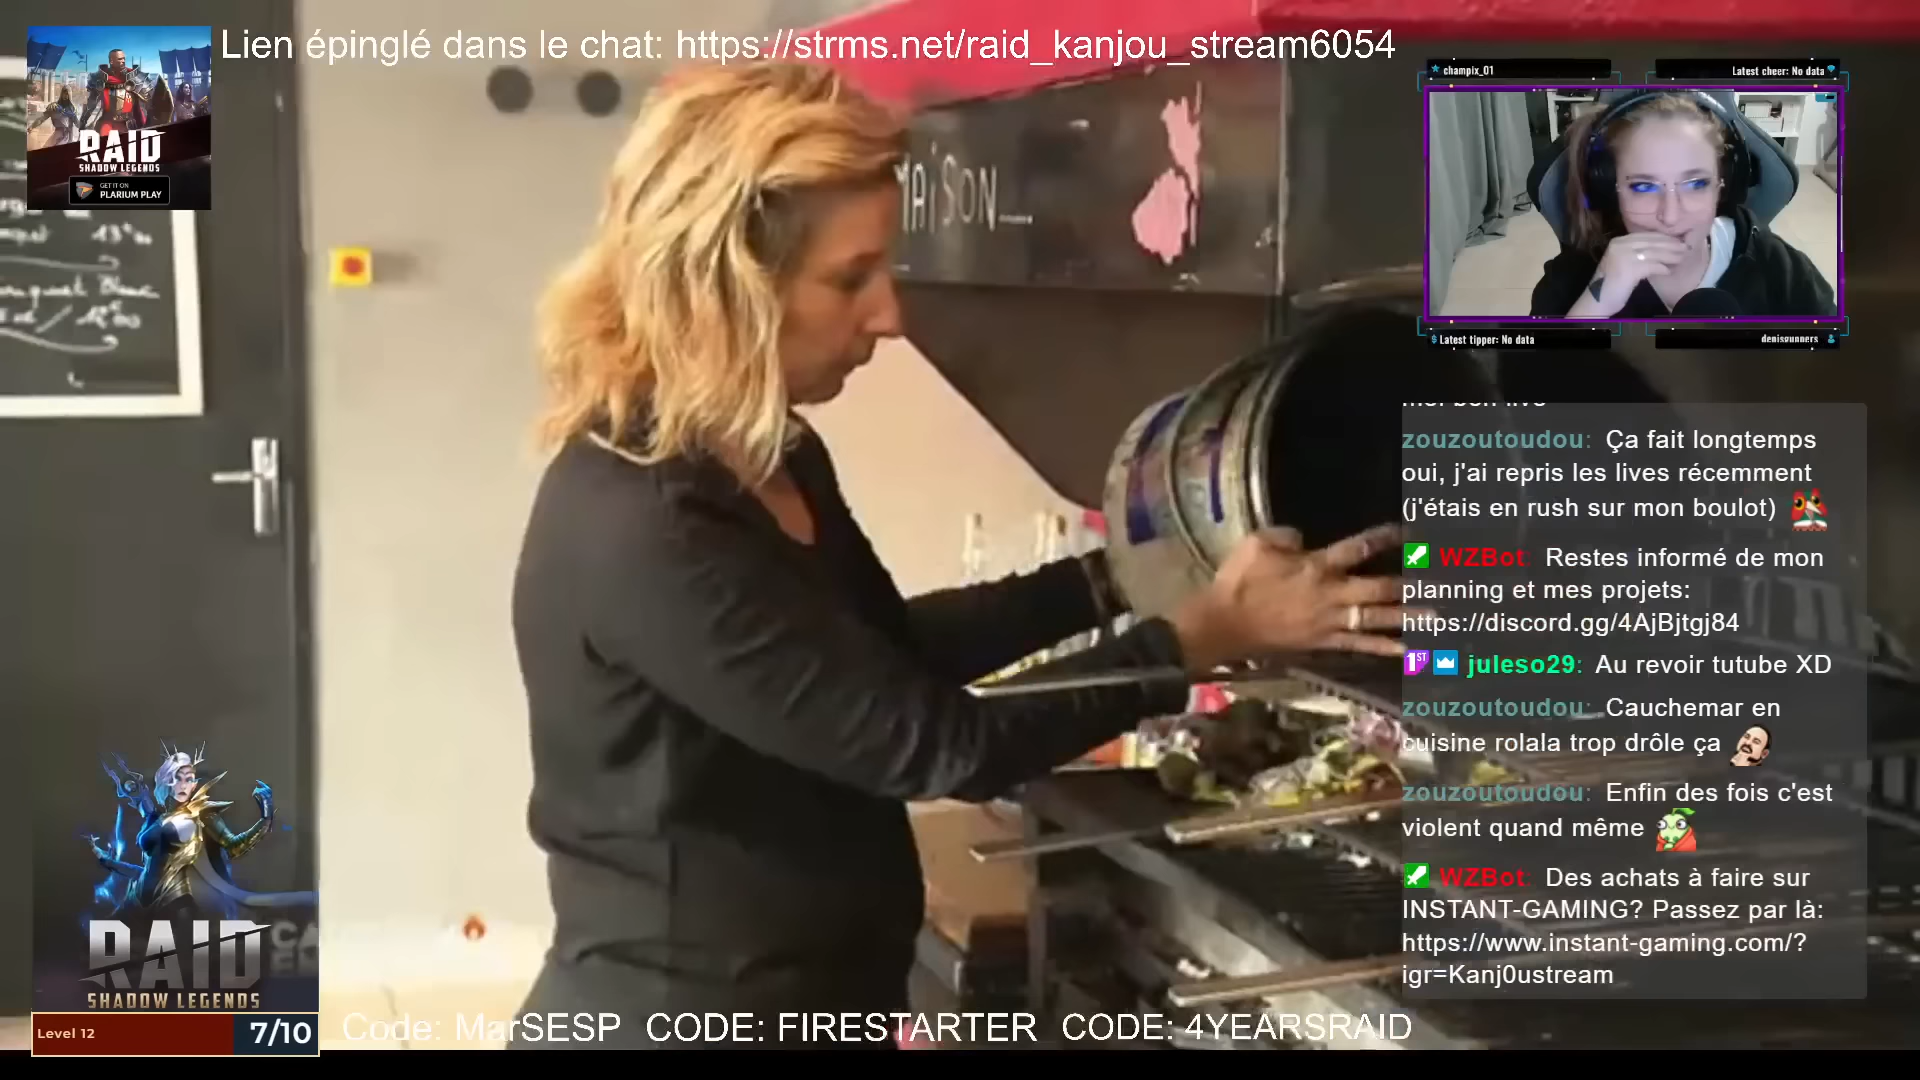 Lien épinglé dans le chat: https://strms.net/raid_kanjou_stream6054
RAID
SHADOW LEGENDS
GET IT ON
PLARIUM PLAY
MAISON...
champix_01
Latest cheer: No data
Latest tipper: No data
denisgunners
zouzoutoudou: Ça fait longtemps
oui, j'ai repris les lives récemment
(j'étais en rush sur mon boulot)
WZBot: Restes informé de mon
planning et mes projets:
https://discord.gg/4AjBjtgj84
1ST juleso29: Au revoir tutube XD
zouzoutoudou: Cauchemar en
cuisine rolala trop drôle ça
zouzoutoudou: Enfin des fois c'est
violent quand même
WZBot: Des achats à faire sur
INSTANT-GAMING? Passez par là:
https://www.instant-gaming.com/?
igr=Kanj0ustream
RAID
SHADOW LEGENDS
Level 12
7/10
Code: MarSESP CODE: FIRESTARTER CODE: 4YEARSRAID